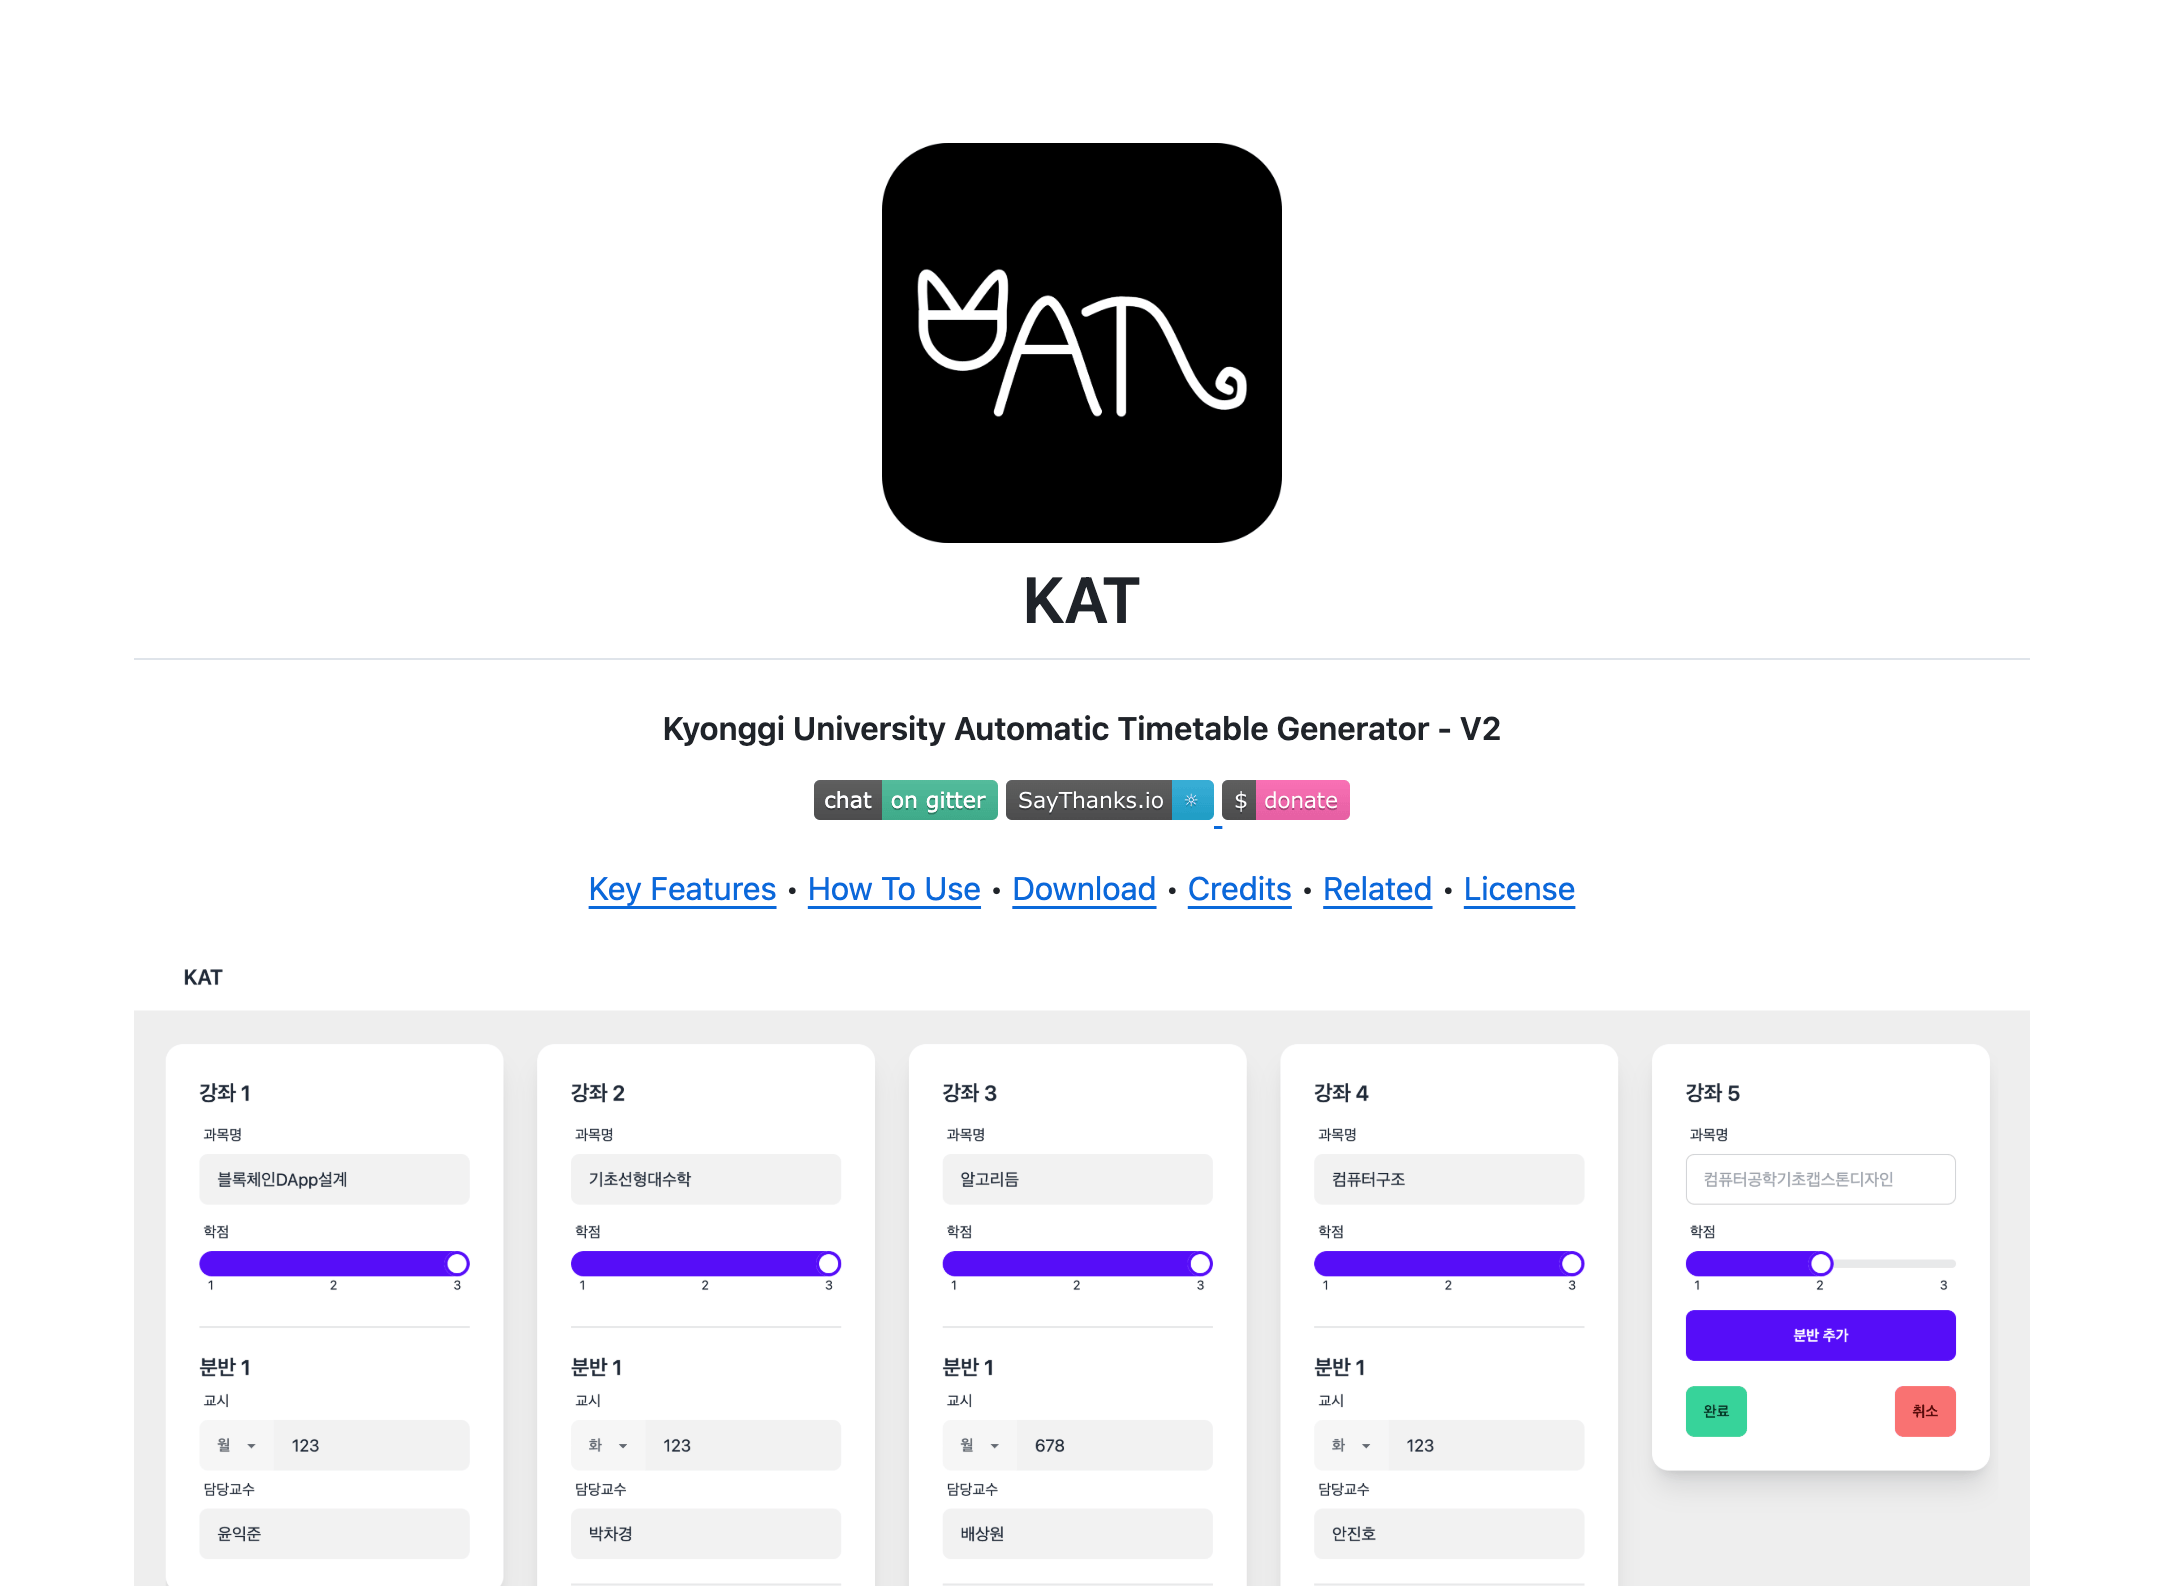 KAT
KAT
Kyonggi University Automatic Timetable Generator - V2
chat on gitter SayThanks.io ☼ $ donate
Key Features • How To Use • Download • Credits • Related • License
KAT
강좌 1 강좌 2 강좌 3 강좌 4 강좌 5
과목명 과목명 과목명 과목명 과목명
블록체인DApp설계 기초선형대수학 알고리듬 컴퓨터구조 컴퓨터공학기초캡스톤디자인
학점 학점 학점 학점 학점
1 2 3 1 2 3 1 2 3 1 2 3 1 2 3
분반 추가
분반 1 분반 1 분반 1 분반 1
교시 교시 교시 교시
완료 취소
월 123 화 123 월 678 화 123
담당교수 담당교수 담당교수 담당교수
윤익준 박차경 배상원 안진호